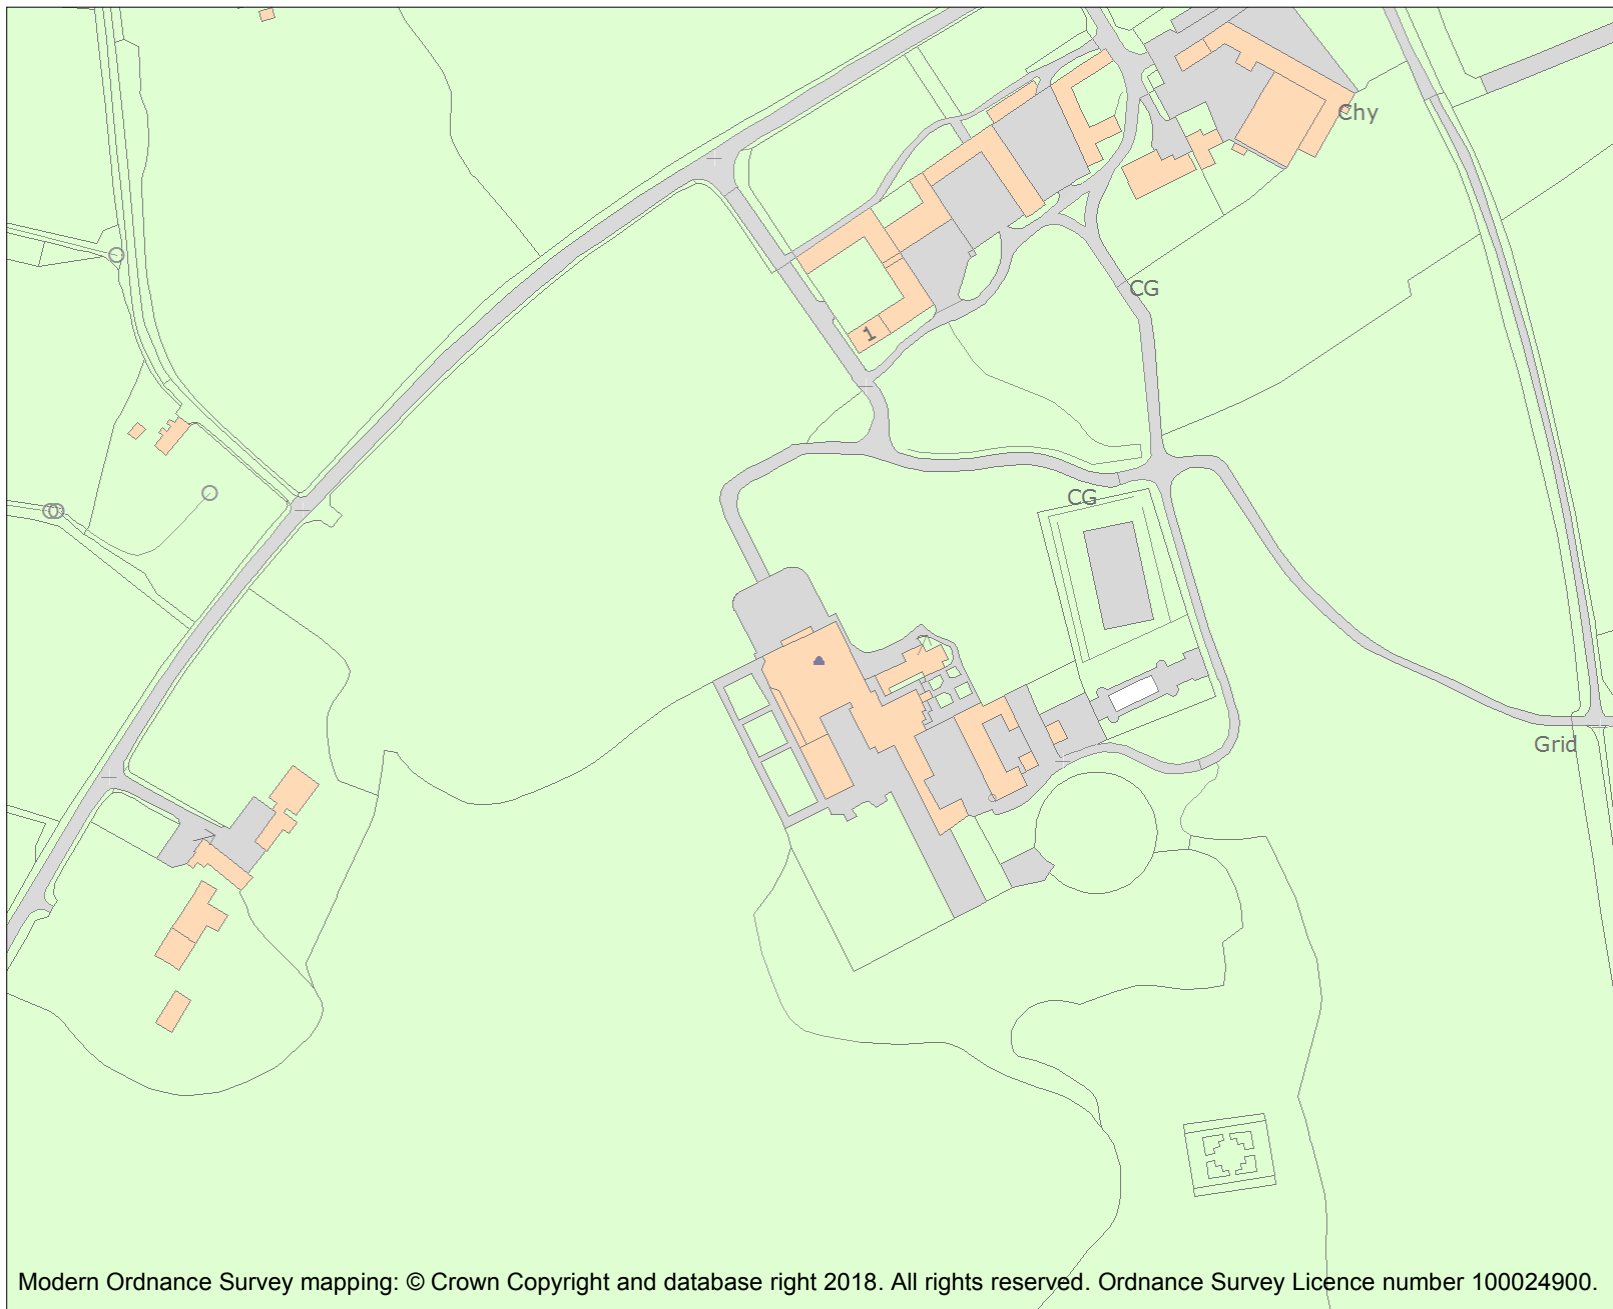 Chy
CG
1
CG
Grid
Modern Ordnance Survey mapping: © Crown Copyright and database right 2018. All rights reserved. Ordnance Survey Licence number 100024900.